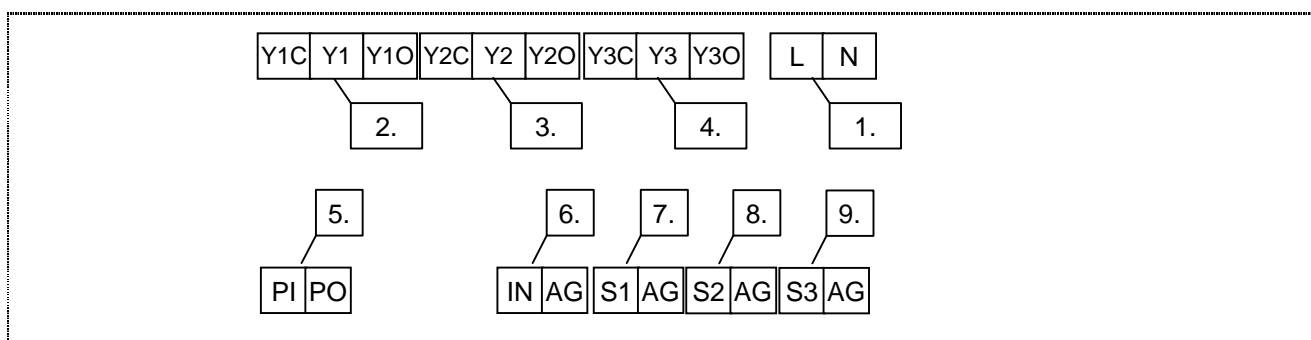 Y1C Y1 Y1O Y2C Y2 Y2O Y3C Y3 Y3O L N
2. 3. 4. 1.
5. 6. 7. 8. 9.
PI PO IN AG S1 AG S2 AG S3 AG